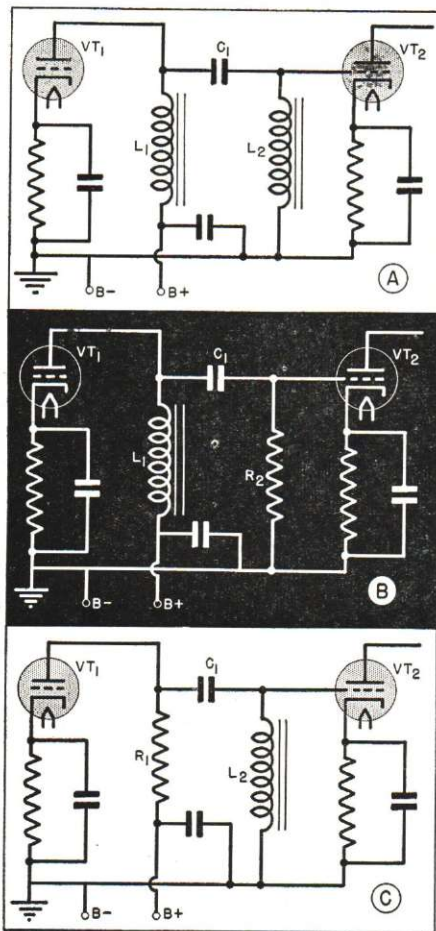 VT1
C1
VT2
L1
L2
B-
B+
A
VT1
C1
VT2
L1
R2
B-
B+
B
VT1
C1
VT2
R1
L2
B-
B+
C